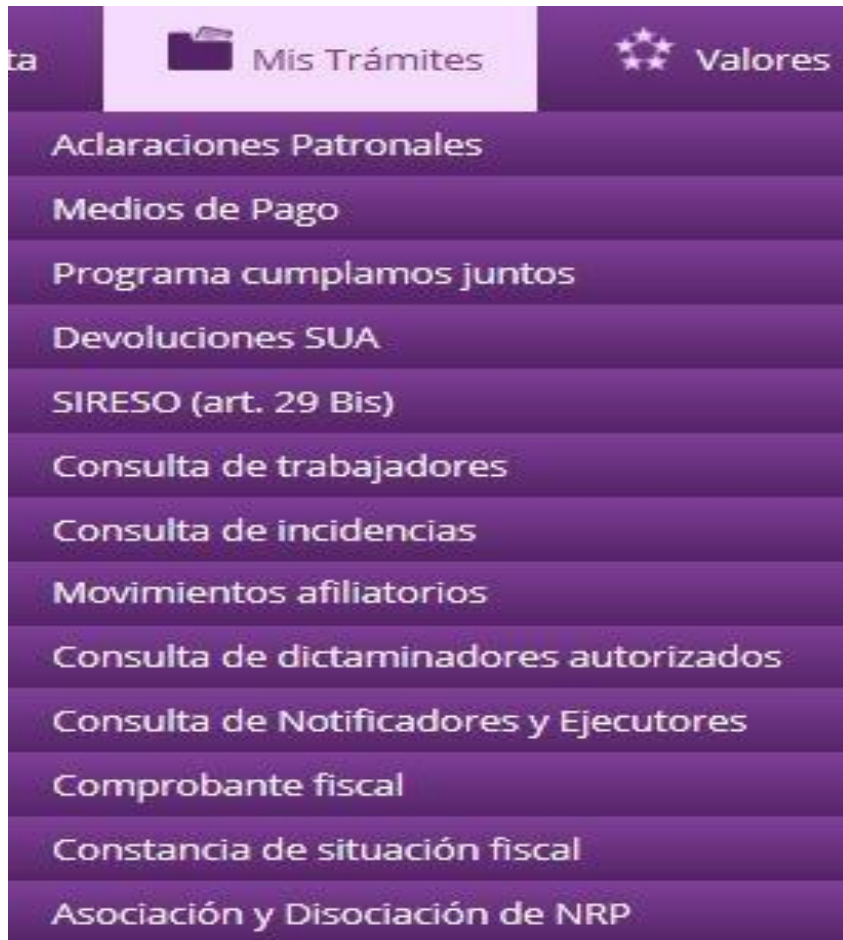 ta Mis Trámites Valores
Aclaraciones Patronales
Medios de Pago
Programa cumplamos juntos
Devoluciones SUA
SIRESO (art. 29 Bis)
Consulta de trabajadores
Consulta de incidencias
Movimientos afiliatorios
Consulta de dictaminadores autorizados
Consulta de Notificadores y Ejecutores
Comprobante fiscal
Constancia de situación fiscal
Asociación y Disociación de NRP